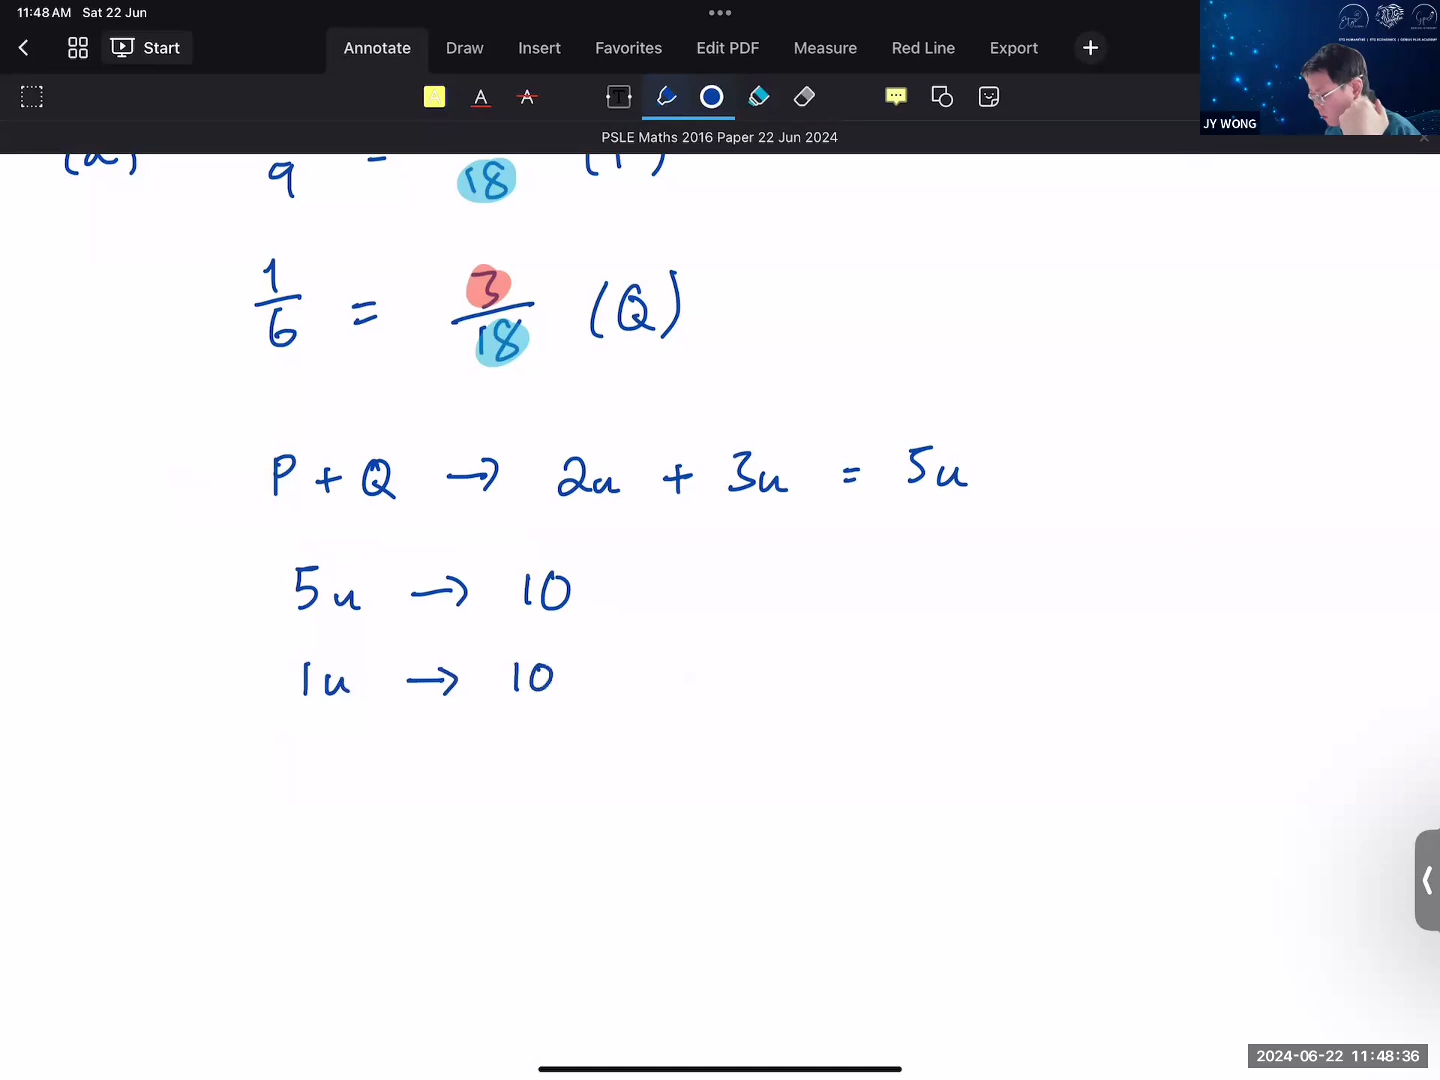 11:48 AM Sat 22 Jun
Start Annotate Draw Insert Favorites Edit PDF Measure Red Line Export
JY WONG
PSLE Maths 2016 Paper 22 Jun 2024
9 = 18
1/6 = 3/18 (Q)
P + Q → 2u + 3u = 5u
5u → 10
1u → 10
2024-06-22 11:48:36